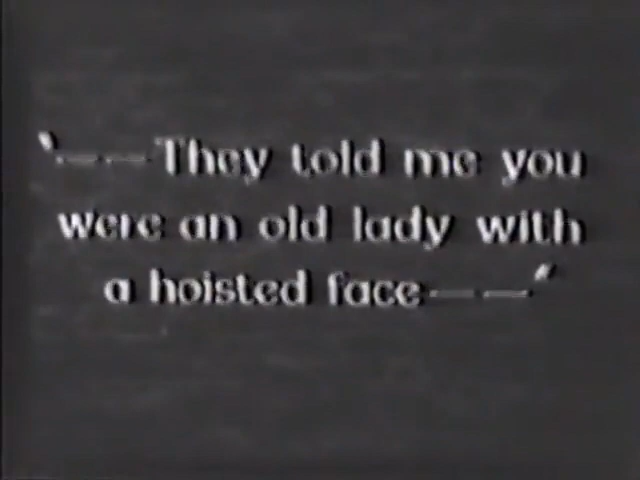 ‵——They told me you
were an old lady with
a hoisted face——‶